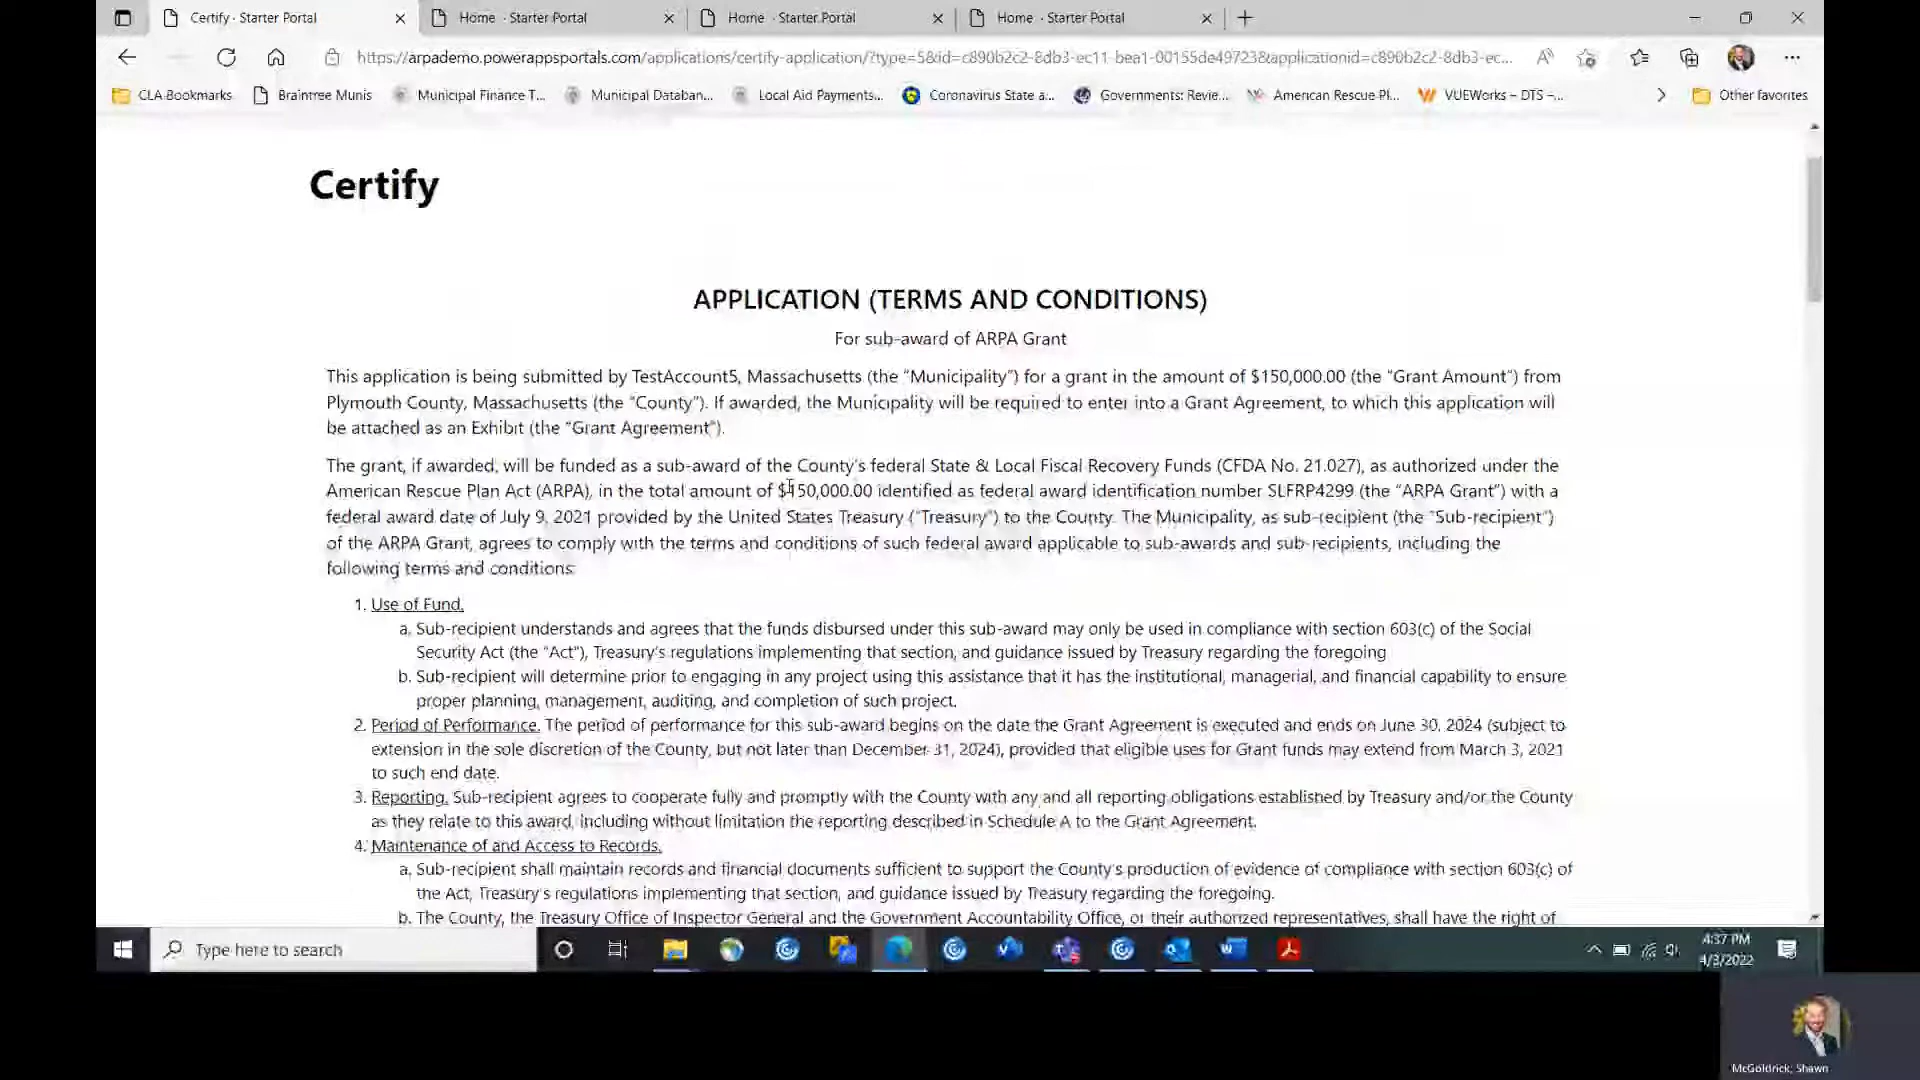 Certify · Starter Portal
Home · Starter Portal
Home · Starter Portal
Home · Starter Portal
https://arpademo.powerappsportals.com/applications/certify-application/?type=5&id=c890b2c2-8db3-ec11-bea1-00155de49723&applicationid=c890b2c2-8db3-ec...
CLA Bookmarks
Braintree Munis
Municipal Finance T...
Municipal Databan...
Local Aid Payments...
Coronavirus State a...
Governments: Revie...
American Rescue Pl...
VUEWorks – DTS –...
Other favorites
Certify
APPLICATION (TERMS AND CONDITIONS)
For sub-award of ARPA Grant
This application is being submitted by TestAccount5, Massachusetts (the “Municipality”) for a grant in the amount of $150,000.00 (the “Grant Amount”) from
Plymouth County, Massachusetts (the “County”). If awarded, the Municipality will be required to enter into a Grant Agreement, to which this application will
be attached as an Exhibit (the “Grant Agreement”).
The grant, if awarded, will be funded as a sub-award of the County’s federal State & Local Fiscal Recovery Funds (CFDA No. 21.027), as authorized under the
American Rescue Plan Act (ARPA), in the total amount of $150,000.00 identified as federal award identification number SLFRP4299 (the “ARPA Grant”) with a
federal award date of July 9, 2021 provided by the United States Treasury (“Treasury”) to the County. The Municipality, as sub-recipient (the “Sub-recipient”)
of the ARPA Grant, agrees to comply with the terms and conditions of such federal award applicable to sub-awards and sub-recipients, including the
following terms and conditions:
1. Use of Fund.
a. Sub-recipient understands and agrees that the funds disbursed under this sub-award may only be used in compliance with section 603(c) of the Social
Security Act (the “Act”), Treasury’s regulations implementing that section, and guidance issued by Treasury regarding the foregoing
b. Sub-recipient will determine prior to engaging in any project using this assistance that it has the institutional, managerial, and financial capability to ensure
proper planning, management, auditing, and completion of such project.
2. Period of Performance. The period of performance for this sub-award begins on the date the Grant Agreement is executed and ends on June 30, 2024 (subject to
extension in the sole discretion of the County, but not later than December 31, 2024), provided that eligible uses for Grant funds may extend from March 3, 2021
to such end date.
3. Reporting. Sub-recipient agrees to cooperate fully and promptly with the County with any and all reporting obligations established by Treasury and/or the County
as they relate to this award, including without limitation the reporting described in Schedule A to the Grant Agreement.
4. Maintenance of and Access to Records.
a. Sub-recipient shall maintain records and financial documents sufficient to support the County’s production of evidence of compliance with section 603(c) of
the Act, Treasury’s regulations implementing that section, and guidance issued by Treasury regarding the foregoing.
b. The County, the Treasury Office of Inspector General and the Government Accountability Office, or their authorized representatives, shall have the right of
Type here to search
4:37 PM
4/3/2022
McGoldrick, Shawn